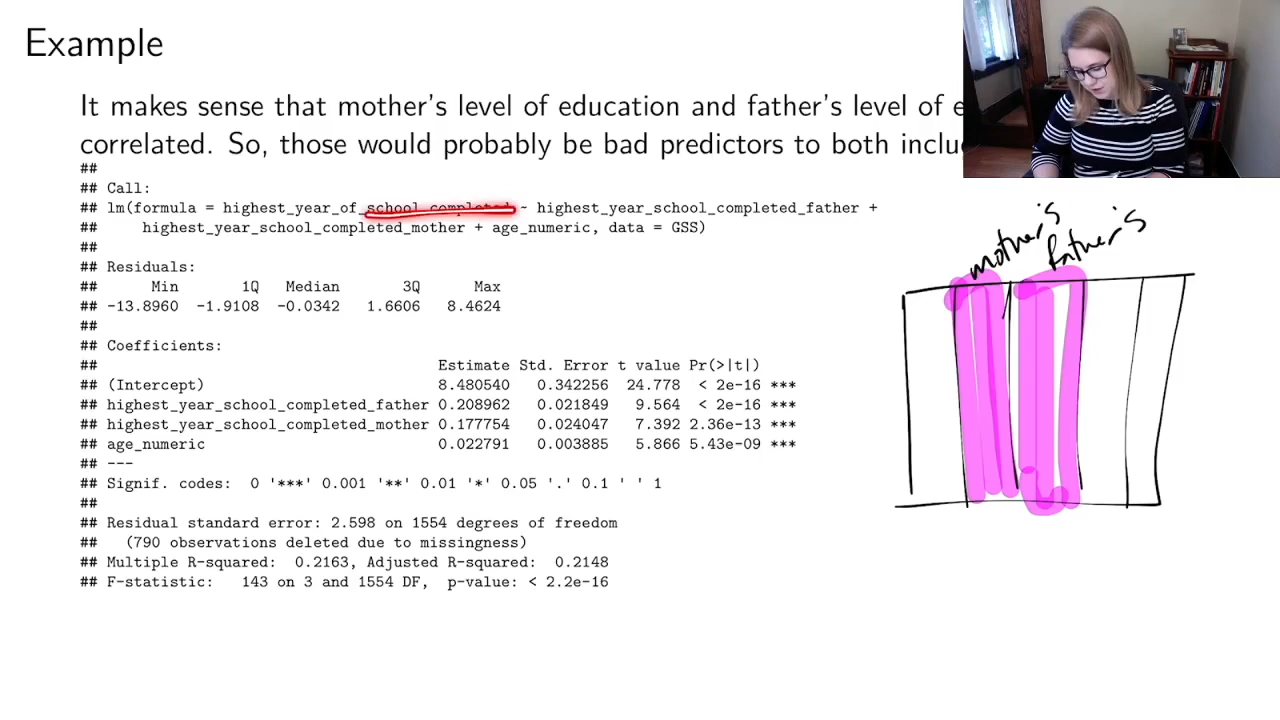 Example
It makes sense that mother's level of education and father's level of e
correlated. So, those would probably be bad predictors to both inclu
##
## Call:
## lm(formula = highest_year_of_school_completed ~ highest_year_school_completed_father +
## highest_year_school_completed_mother + age_numeric, data = GSS)
##
## Residuals:
## Min 1Q Median 3Q Max
## -13.8960 -1.9108 -0.0342 1.6606 8.4624
##
## Coefficients:
## Estimate Std. Error t value Pr(>|t|)
## (Intercept) 8.480540 0.342256 24.778 < 2e-16 ***
## highest_year_school_completed_father 0.208962 0.021849 9.564 < 2e-16 ***
## highest_year_school_completed_mother 0.177754 0.024047 7.392 2.36e-13 ***
## age_numeric 0.022791 0.003885 5.866 5.43e-09 ***
## ---
## Signif. codes: 0 '***' 0.001 '**' 0.01 '*' 0.05 '.' 0.1 ' ' 1
##
## Residual standard error: 2.598 on 1554 degrees of freedom
## (790 observations deleted due to missingness)
## Multiple R-squared: 0.2163, Adjusted R-squared: 0.2148
## F-statistic: 143 on 3 and 1554 DF, p-value: < 2.2e-16
mother's
father's